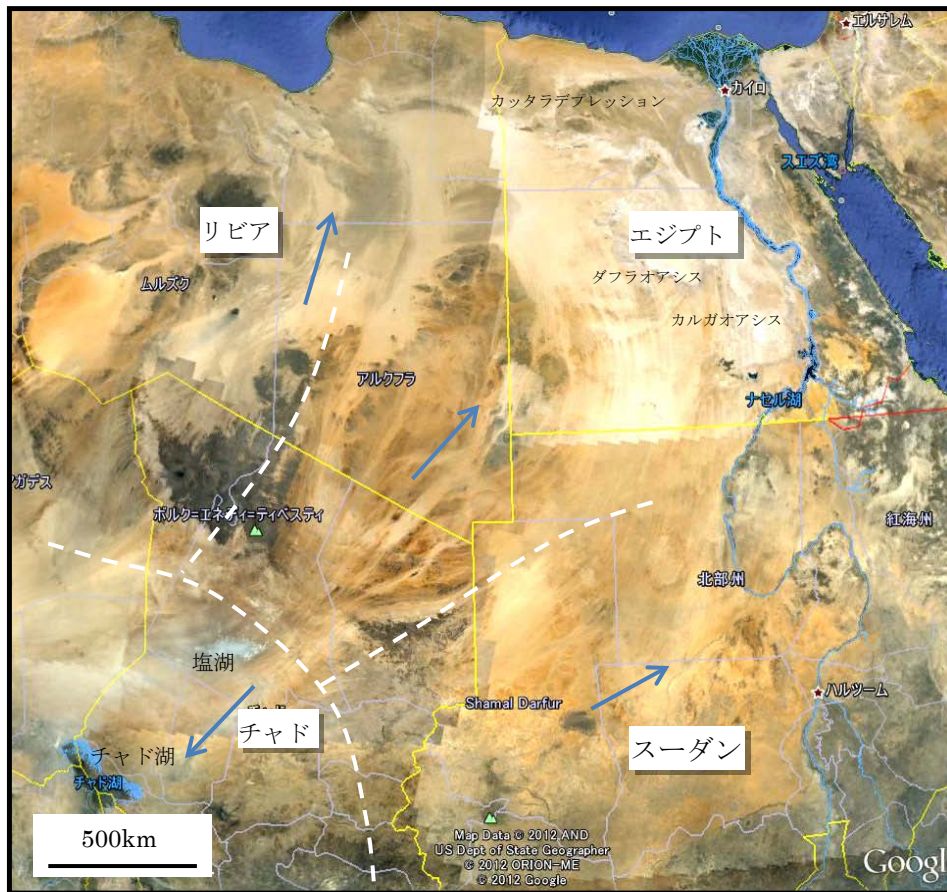 エルサレム
カイロ
カッタラデプレッション
スエズ湾
リビア
エジプト
ムルズク
ダフラオアシス
カルガオアシス
アルクフラ
ナセル湖
ガデス
ボルク=エネディ=ティベスティ
紅海州
北部州
塩湖
Shamal Darfur
ハルツーム
チャド
チャド湖
スーダン
チャド湖
500km
Map Data © 2012 AND
US Dept of State Geographer
© 2012 ORION-ME
© 2012 Google
Googl